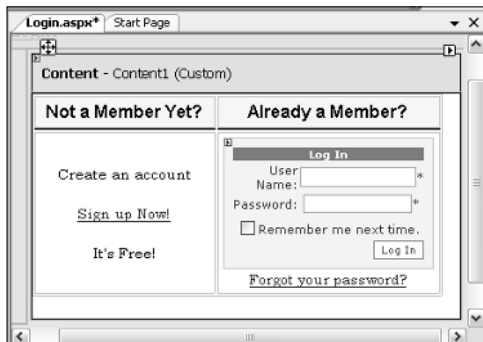 Login.aspx* Start Page
Content - Content1 (Custom)
Not a Member Yet?
Create an account
Sign up Now!
It's Free!
Already a Member?
Log In
User Name: *
Password: *
Remember me next time.
Log In
Forgot your password?